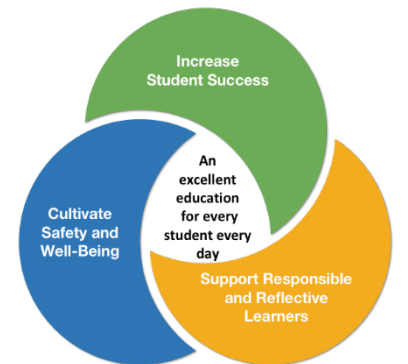 Increase
Student Success
An
excellent
education
for every
student every
day
Cultivate
Safety and
Well-Being
Support Responsible
and Reflective
Learners